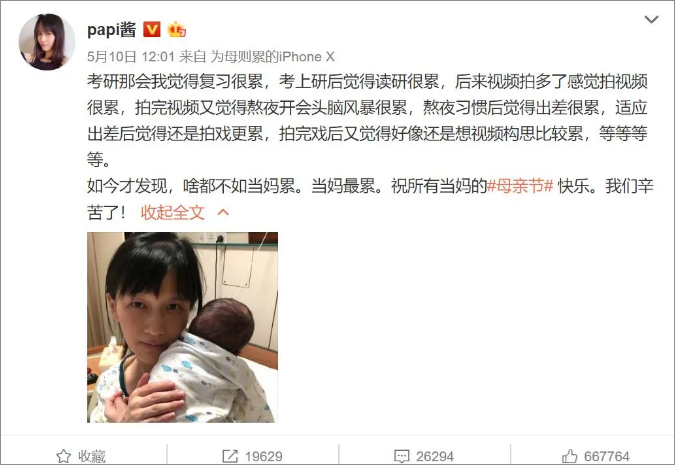 papi酱
5月10日 12:01 来自 为母则累的iPhone X
考研那会我觉得复习很累，考上研后觉得读研很累，后来视频拍多了感觉拍视频
很累，拍完视频又觉得熬夜开会头脑风暴很累，熬夜习惯后觉得出差很累，适应
出差后觉得还是拍戏更累，拍完戏后又觉得好像还是想视频构思比较累，等等等
等。
如今才发现，啥都不如当妈累。当妈最累。祝所有当妈的#母亲节# 快乐。我们辛
苦了！ 收起全文
收藏 19629 26294 667764